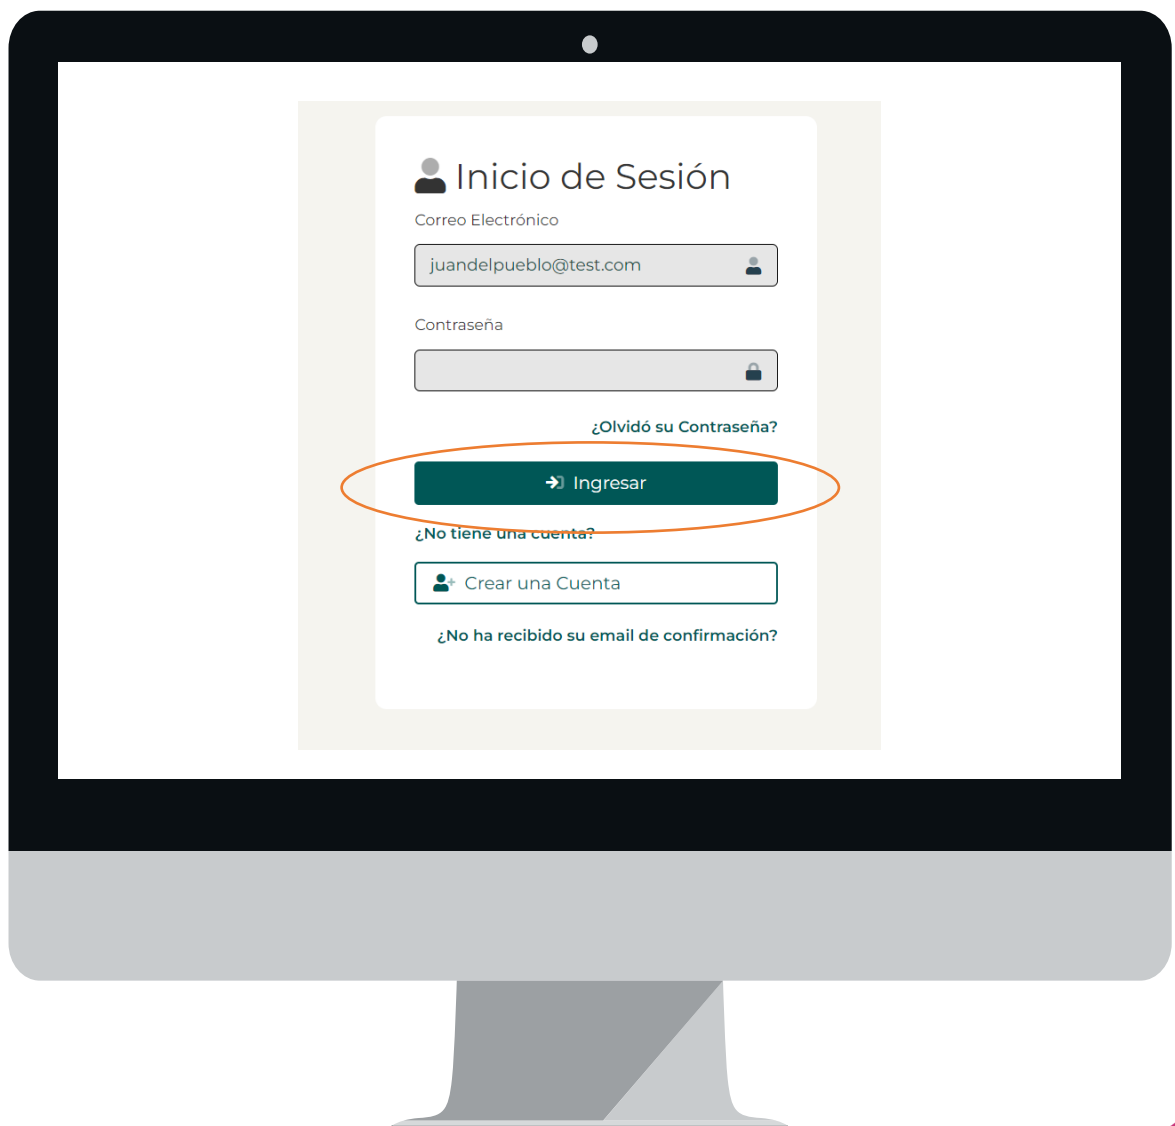 Inicio de Sesión
Correo Electrónico
juandelpueblo@test.com
Contraseña
¿Olvidó su Contraseña?
Ingresar
¿No tiene una cuenta?
Crear una Cuenta
¿No ha recibido su email de confirmación?